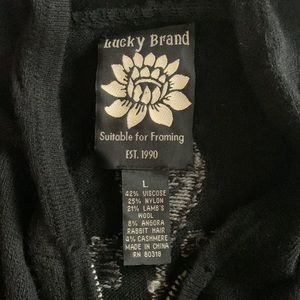 Lucky Brand
Suitable for Framing
EST. 1990
L
42% VISCOSE
25% NYLON
21% LAMB'S
WOOL
8% ANGORA
RABBIT HAIR
4% CASHMERE
MADE IN CHINA
RN 80318